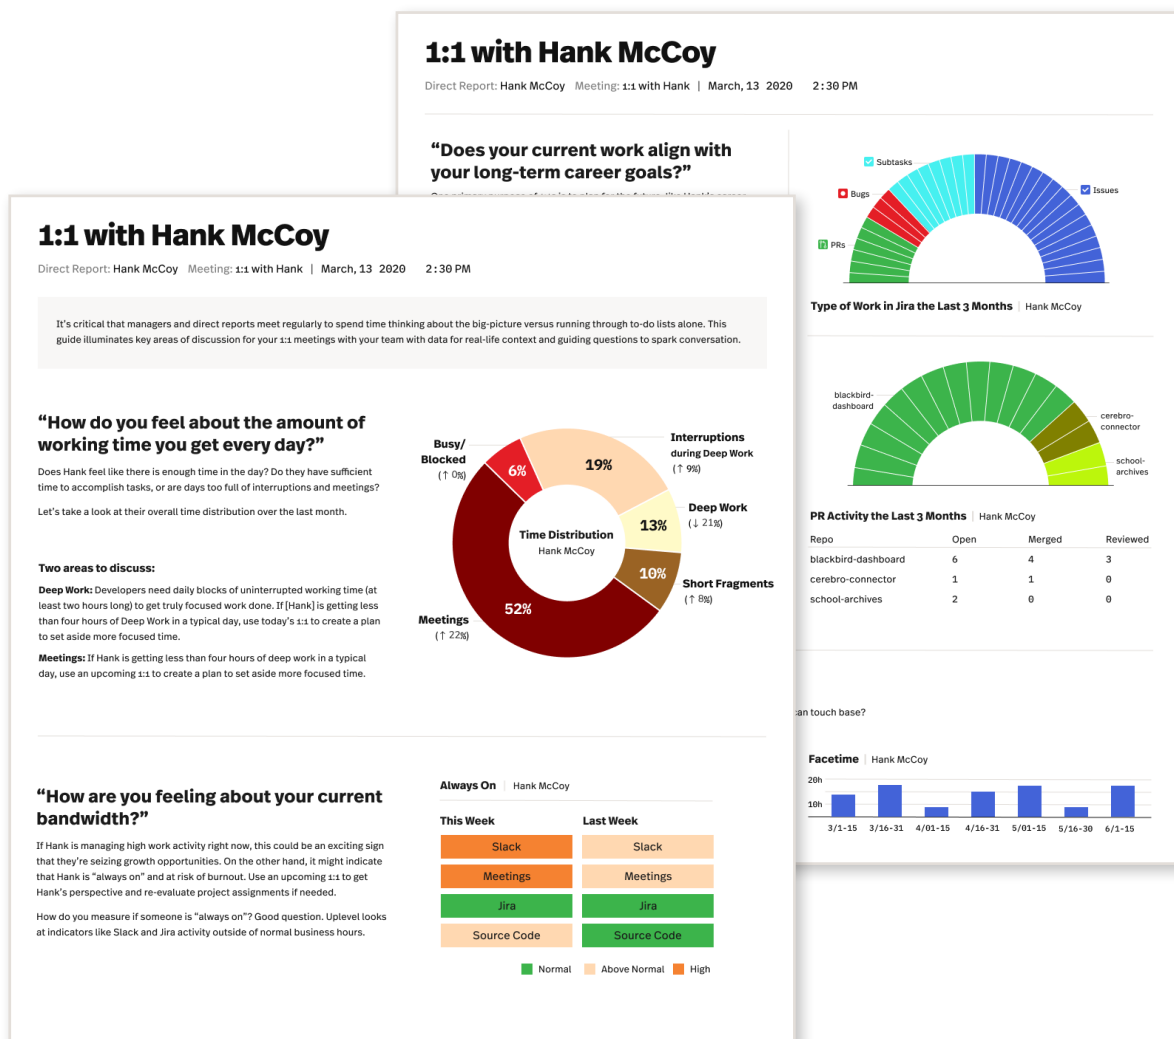 1:1 with Hank McCoy
Direct Report: Hank McCoy Meeting: 1:1 with Hank | March, 13 2020 2:30 PM
“Does your current work align with
your long-term career goals?”
Subtasks
Issues
Bugs
PRs
Type of Work in Jira the Last 3 Months | Hank McCoy
blackbird-
dashboard
cerebro-
connector
school-
archives
PR Activity the Last 3 Months | Hank McCoy
Repo Open Merged Reviewed
blackbird-dashboard 6 4 3
cerebro-connector 1 1 0
school-archives 2 0 0
can touch base?
Facetime | Hank McCoy
20h
10h
3/1-15 3/16-31 4/01-15 4/16-31 5/01-15 5/16-30 6/1-15
1:1 with Hank McCoy
Direct Report: Hank McCoy Meeting: 1:1 with Hank | March, 13 2020 2:30 PM
It’s critical that managers and direct reports meet regularly to spend time thinking about the big-picture versus running through to-do lists alone. This
guide illuminates key areas of discussion for your 1:1 meetings with your team with data for real-life context and guiding questions to spark conversation.
“How do you feel about the amount of
working time you get every day?”
Does Hank feel like there is enough time in the day? Do they have sufficient
time to accomplish tasks, or are days too full of interruptions and meetings?
Let’s take a look at their overall time distribution over the last month.
Two areas to discuss:
Deep Work: Developers need daily blocks of uninterrupted working time (at
least two hours long) to get truly focused work done. If [Hank] is getting less
than four hours of Deep Work in a typical day, use today’s 1:1 to create a plan
to set aside more focused time.
Meetings: If Hank is getting less than four hours of deep work in a typical
day, use an upcoming 1:1 to create a plan to set aside more focused time.
Busy/
Blocked
(↑ 0%)
6%
19%
Interruptions
during Deep Work
(↑ 9%)
13%
Deep Work
(↓ 21%)
Time Distribution
Hank McCoy
10%
Short Fragments
(↑ 8%)
52%
Meetings
(↑ 22%)
“How are you feeling about your current
bandwidth?”
If Hank is managing high work activity right now, this could be an exciting sign
that they’re seizing growth opportunities. On the other hand, it might indicate
that Hank is “always on” and at risk of burnout. Use an upcoming 1:1 to get
Hank’s perspective and re-evaluate project assignments if needed.
How do you measure if someone is “always on”? Good question. Uplevel looks
at indicators like Slack and Jira activity outside of normal business hours.
Always On | Hank McCoy
This Week Last Week
Slack Slack
Meetings Meetings
Jira Jira
Source Code Source Code
Normal Above Normal High